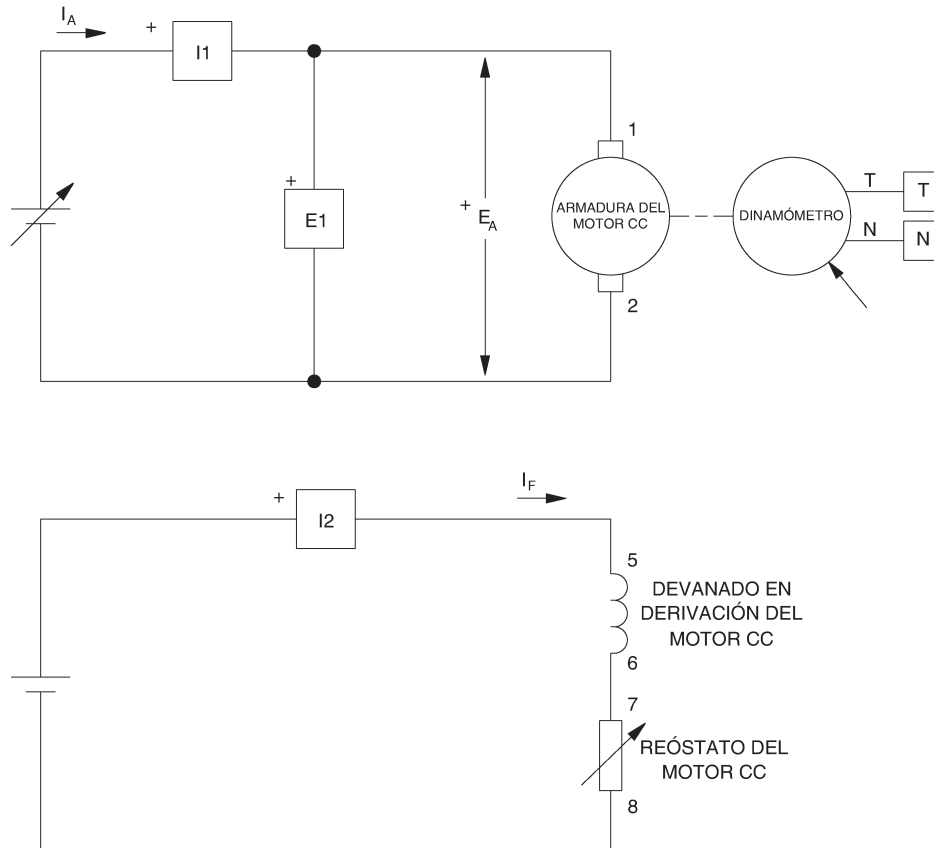 I_A
+
I1
+
E1
+ E_A
1
ARMADURA DEL
MOTOR CC
2
DINAMÓMETRO
T
T
N
N
I_F
+
I2
5
DEVANADO EN
DERIVACIÓN DEL
MOTOR CC
6
7
REÓSTATO DEL
MOTOR CC
8